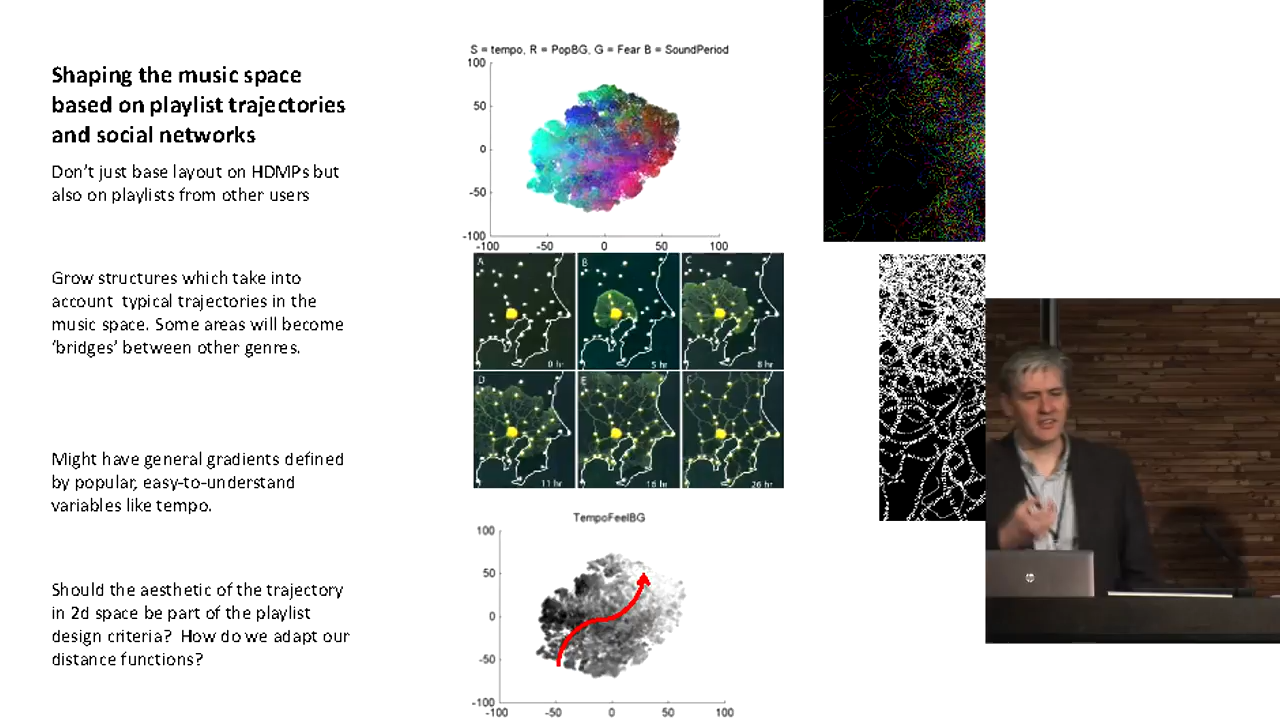 Shaping the music space
based on playlist trajectories
and social networks
Don't just base layout on HDMPs but
also on playlists from other users
Grow structures which take into
account typical trajectories in the
music space. Some areas will become
'bridges' between other genres.
Might have general gradients defined
by popular, easy-to-understand
variables like tempo.
Should the aesthetic of the trajectory
in 2d space be part of the playlist
design criteria? How do we adapt our
distance functions?
S = tempo, R = PopBG, G = Fear B = SoundPeriod
100
50
0
-50
-100
-100 -50 0 50 100
A B C
0 hr 5 hr 8 hr
D E F
11 hr 16 hr 26 hr
TempoFeelBG
100
50
0
-50
-100
-100 -50 0 50 100
hp